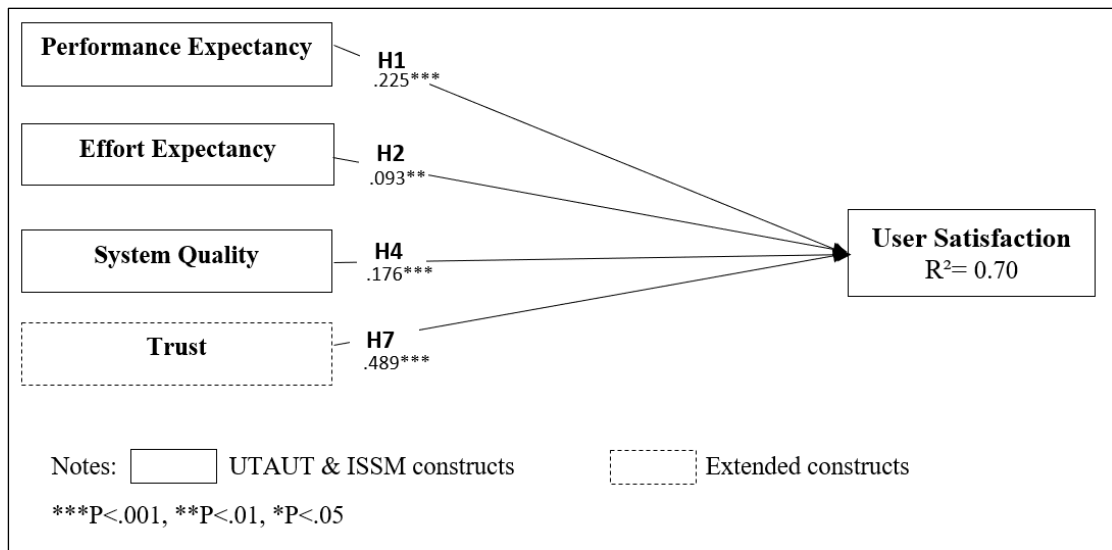 Performance Expectancy
H1
.225***
Effort Expectancy
H2
.093**
System Quality
H4
.176***
Trust
H7
.489***
User Satisfaction
R²= 0.70
Notes: UTAUT & ISSM constructs Extended constructs
***P<.001, **P<.01, *P<.05